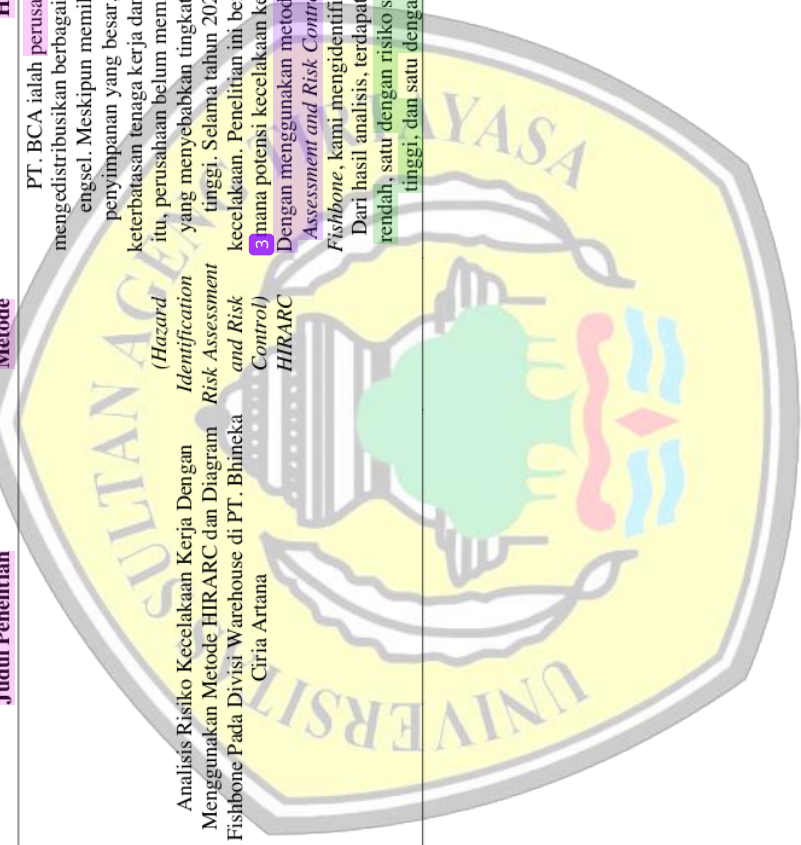 Judul Penelitian
Metode
H
Analisis Risiko Kecelakaan Kerja Dengan
Menggunakan Metode HIRARC dan Diagram
Fishbone Pada Divisi Warehouse di PT. Bhineka
Ciria Artana
(Hazard
Identification
Risk Assessment
and Risk
Control)
HIRARC
PT. BCA ialah perusa
mengedistribusikan berbagai
engsel. Meskipun memil
penyimpanan yang besar,
keterbatasan tenaga kerja dan
itu, perusahaan belum mem
yang menyebabkan tingkat
tinggi. Selama tahun 202
kecelakaan. Penelitian ini be
3 mana potensi kecelakaan ke
Dengan menggunakan metod
Assessment and Risk Contro
Fishbone, kami mengidentifi
Dari hasil analisis, terdapat
rendah, satu dengan risiko s
tinggi, dan satu denga
UNIVERSITAS SULTAN AGENG TIRTAYASA